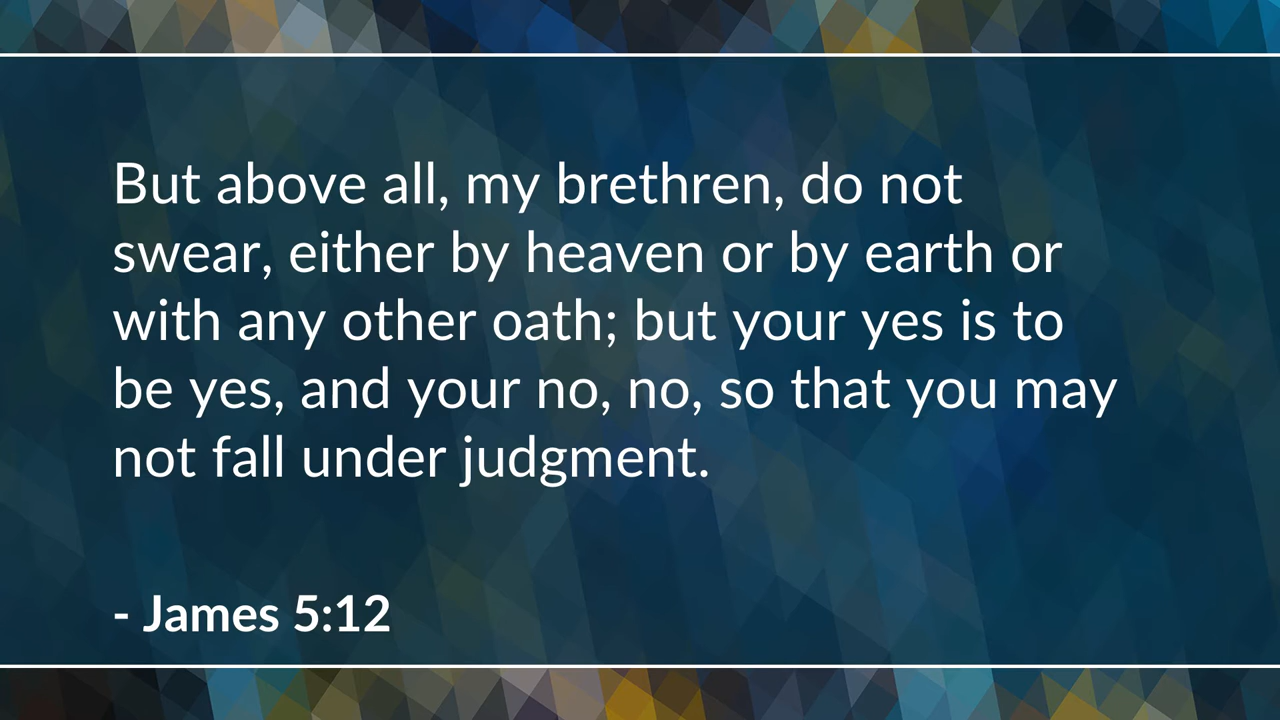 But above all, my brethren, do not
swear, either by heaven or by earth or
with any other oath; but your yes is to
be yes, and your no, no, so that you may
not fall under judgment.
- James 5:12